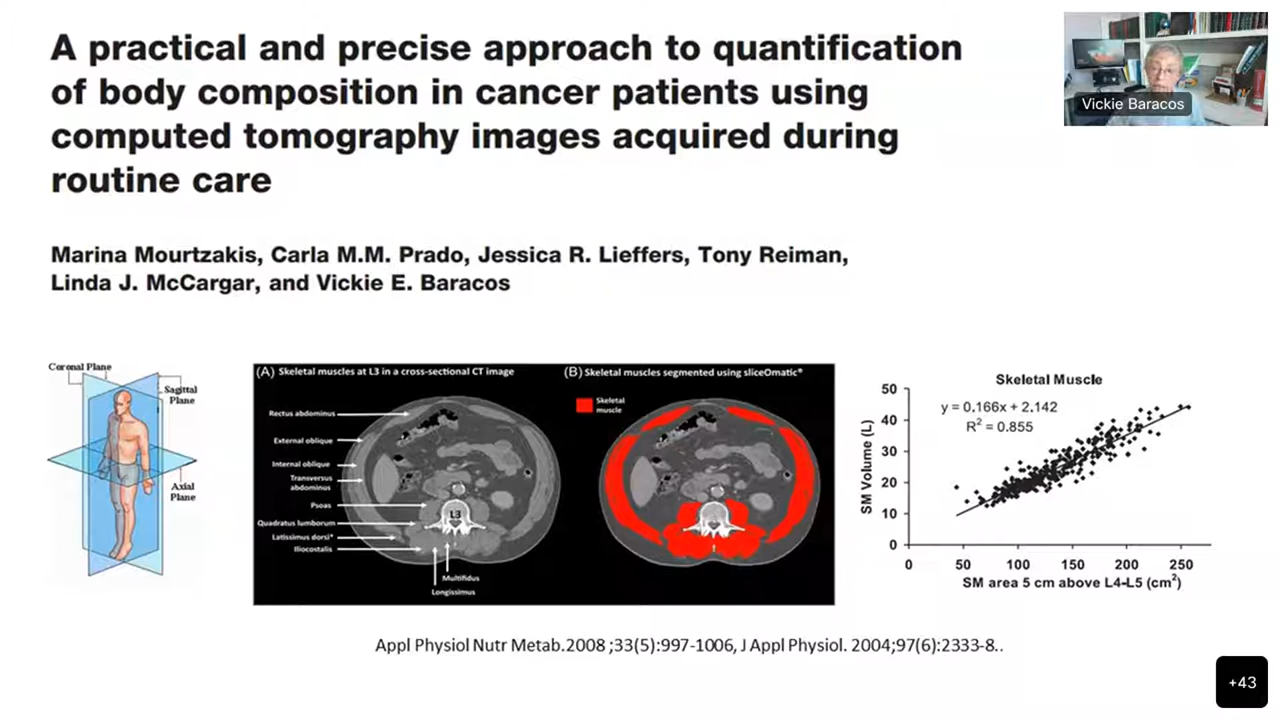 A practical and precise approach to quantification
of body composition in cancer patients using
computed tomography images acquired during
routine care
Vickie Baracos
Marina Mourtzakis, Carla M.M. Prado, Jessica R. Lieffers, Tony Reiman,
Linda J. McCargar, and Vickie E. Baracos
Coronal Plane
Sagittal
Plane
Axial
Plane
(A) Skeletal muscles at L3 in a cross-sectional CT image
Rectus abdominus
External oblique
Internal oblique
Transversus
abdominus
Psoas
Quadratus lumborum
Latissimus dorsi*
Iliocostalis
L3
Multifidus
Longissimus
(B) Skeletal muscles segmented using sliceOmatic®
Skeletal
muscle
Skeletal Muscle
y = 0.166x + 2.142
R² = 0.855
SM Volume (L)
50
40
30
20
10
0
0 50 100 150 200 250
SM area 5 cm above L4-L5 (cm²)
Appl Physiol Nutr Metab.2008 ;33(5):997-1006, J Appl Physiol. 2004;97(6):2333-8..
+43